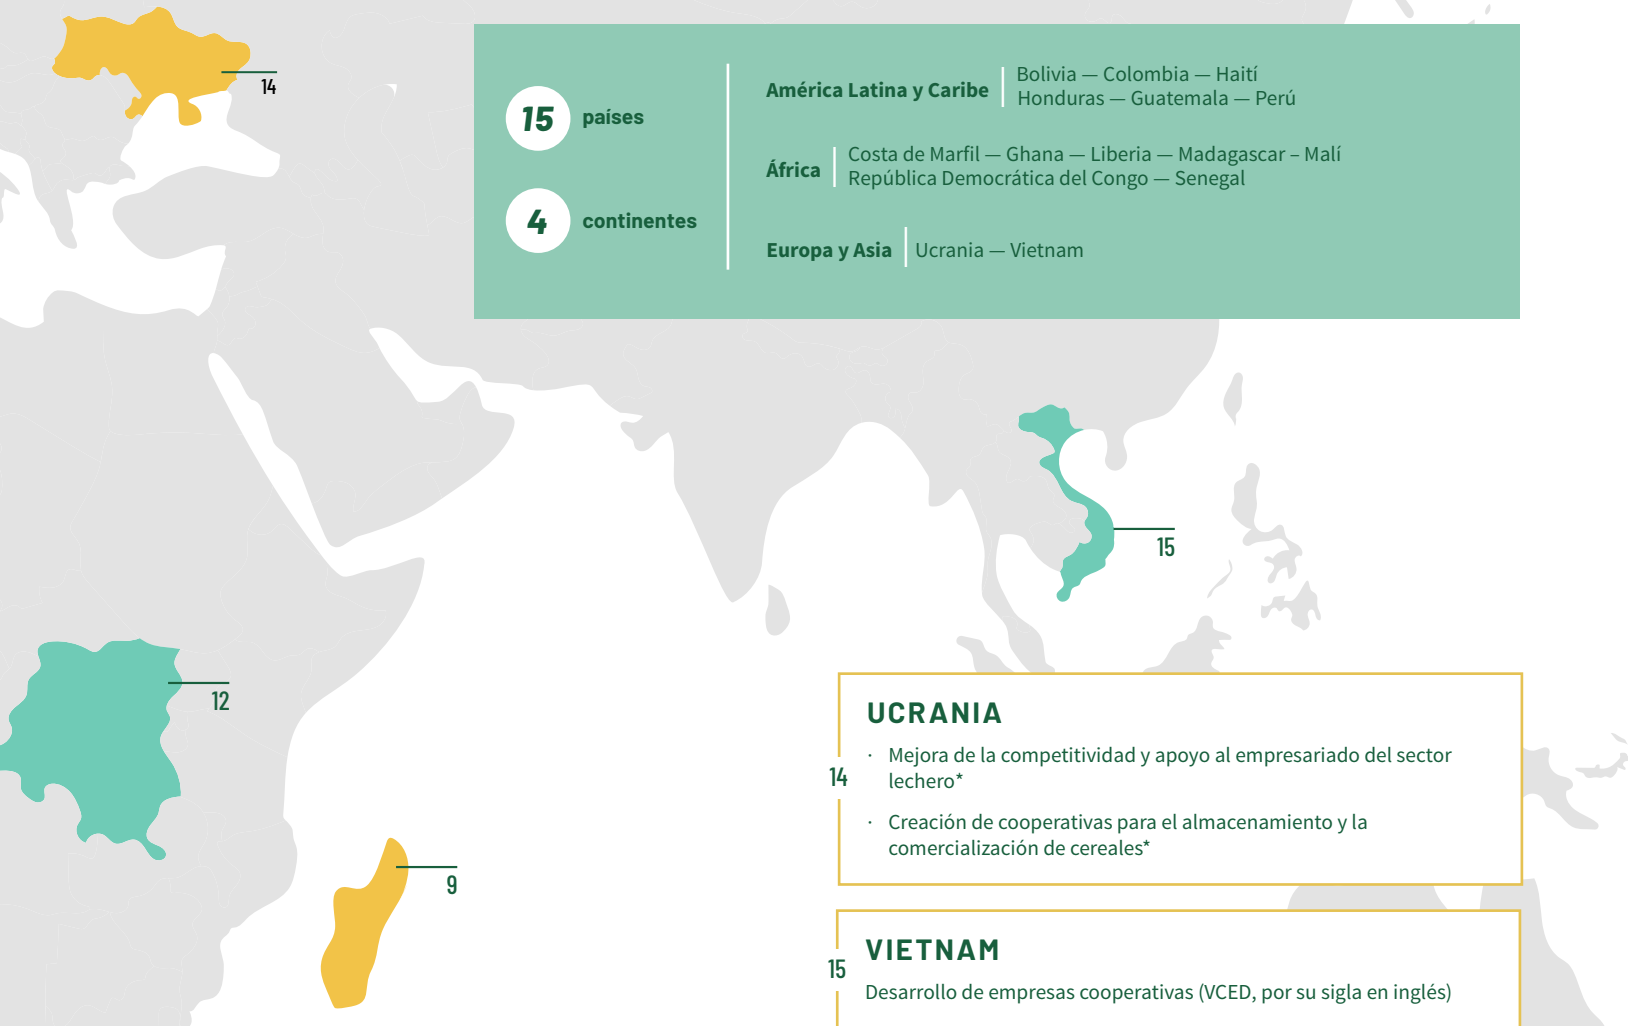 14
15 países
4 continentes
América Latina y Caribe
Bolivia — Colombia — Haití
Honduras — Guatemala — Perú
África
Costa de Marfil — Ghana — Liberia — Madagascar – Malí
República Democrática del Congo — Senegal
Europa y Asia
Ucrania — Vietnam
15
12
9
14
UCRANIA
· Mejora de la competitividad y apoyo al empresariado del sector
lechero*
· Creación de cooperativas para el almacenamiento y la
comercialización de cereales*
15
VIETNAM
Desarrollo de empresas cooperativas (VCED, por su sigla en inglés)